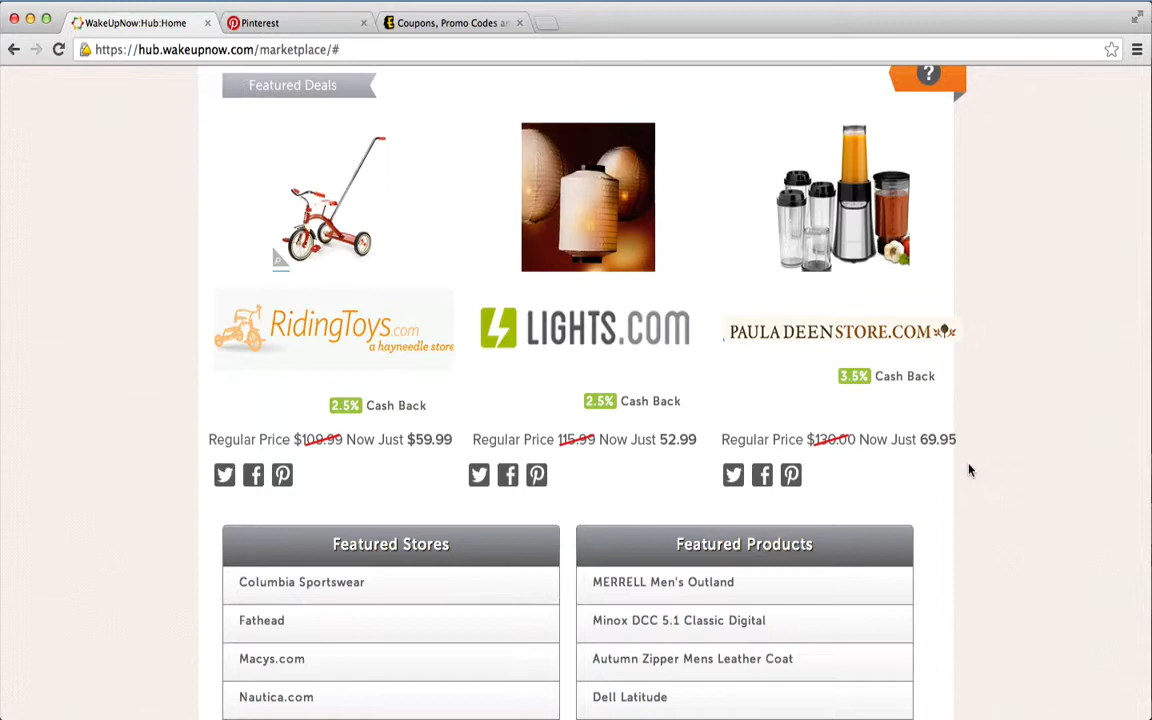 WakeUpNow:Hub:Home
Pinterest
Coupons, Promo Codes a
https://hub.wakeupnow.com/marketplace/#
Featured Deals
?
RidingToys.com
a hayneedle store
LIGHTS.COM
PAULA DEENSTORE.COM
2.5% Cash Back
2.5% Cash Back
3.5% Cash Back
Regular Price $109.99 Now Just $59.99
Regular Price 115.99 Now Just 52.99
Regular Price $130.00 Now Just 69.95
Featured Stores
Columbia Sportswear
Fathead
Macys.com
Nautica.com
Featured Products
MERRELL Men's Outland
Minox DCC 5.1 Classic Digital
Autumn Zipper Mens Leather Coat
Dell Latitude